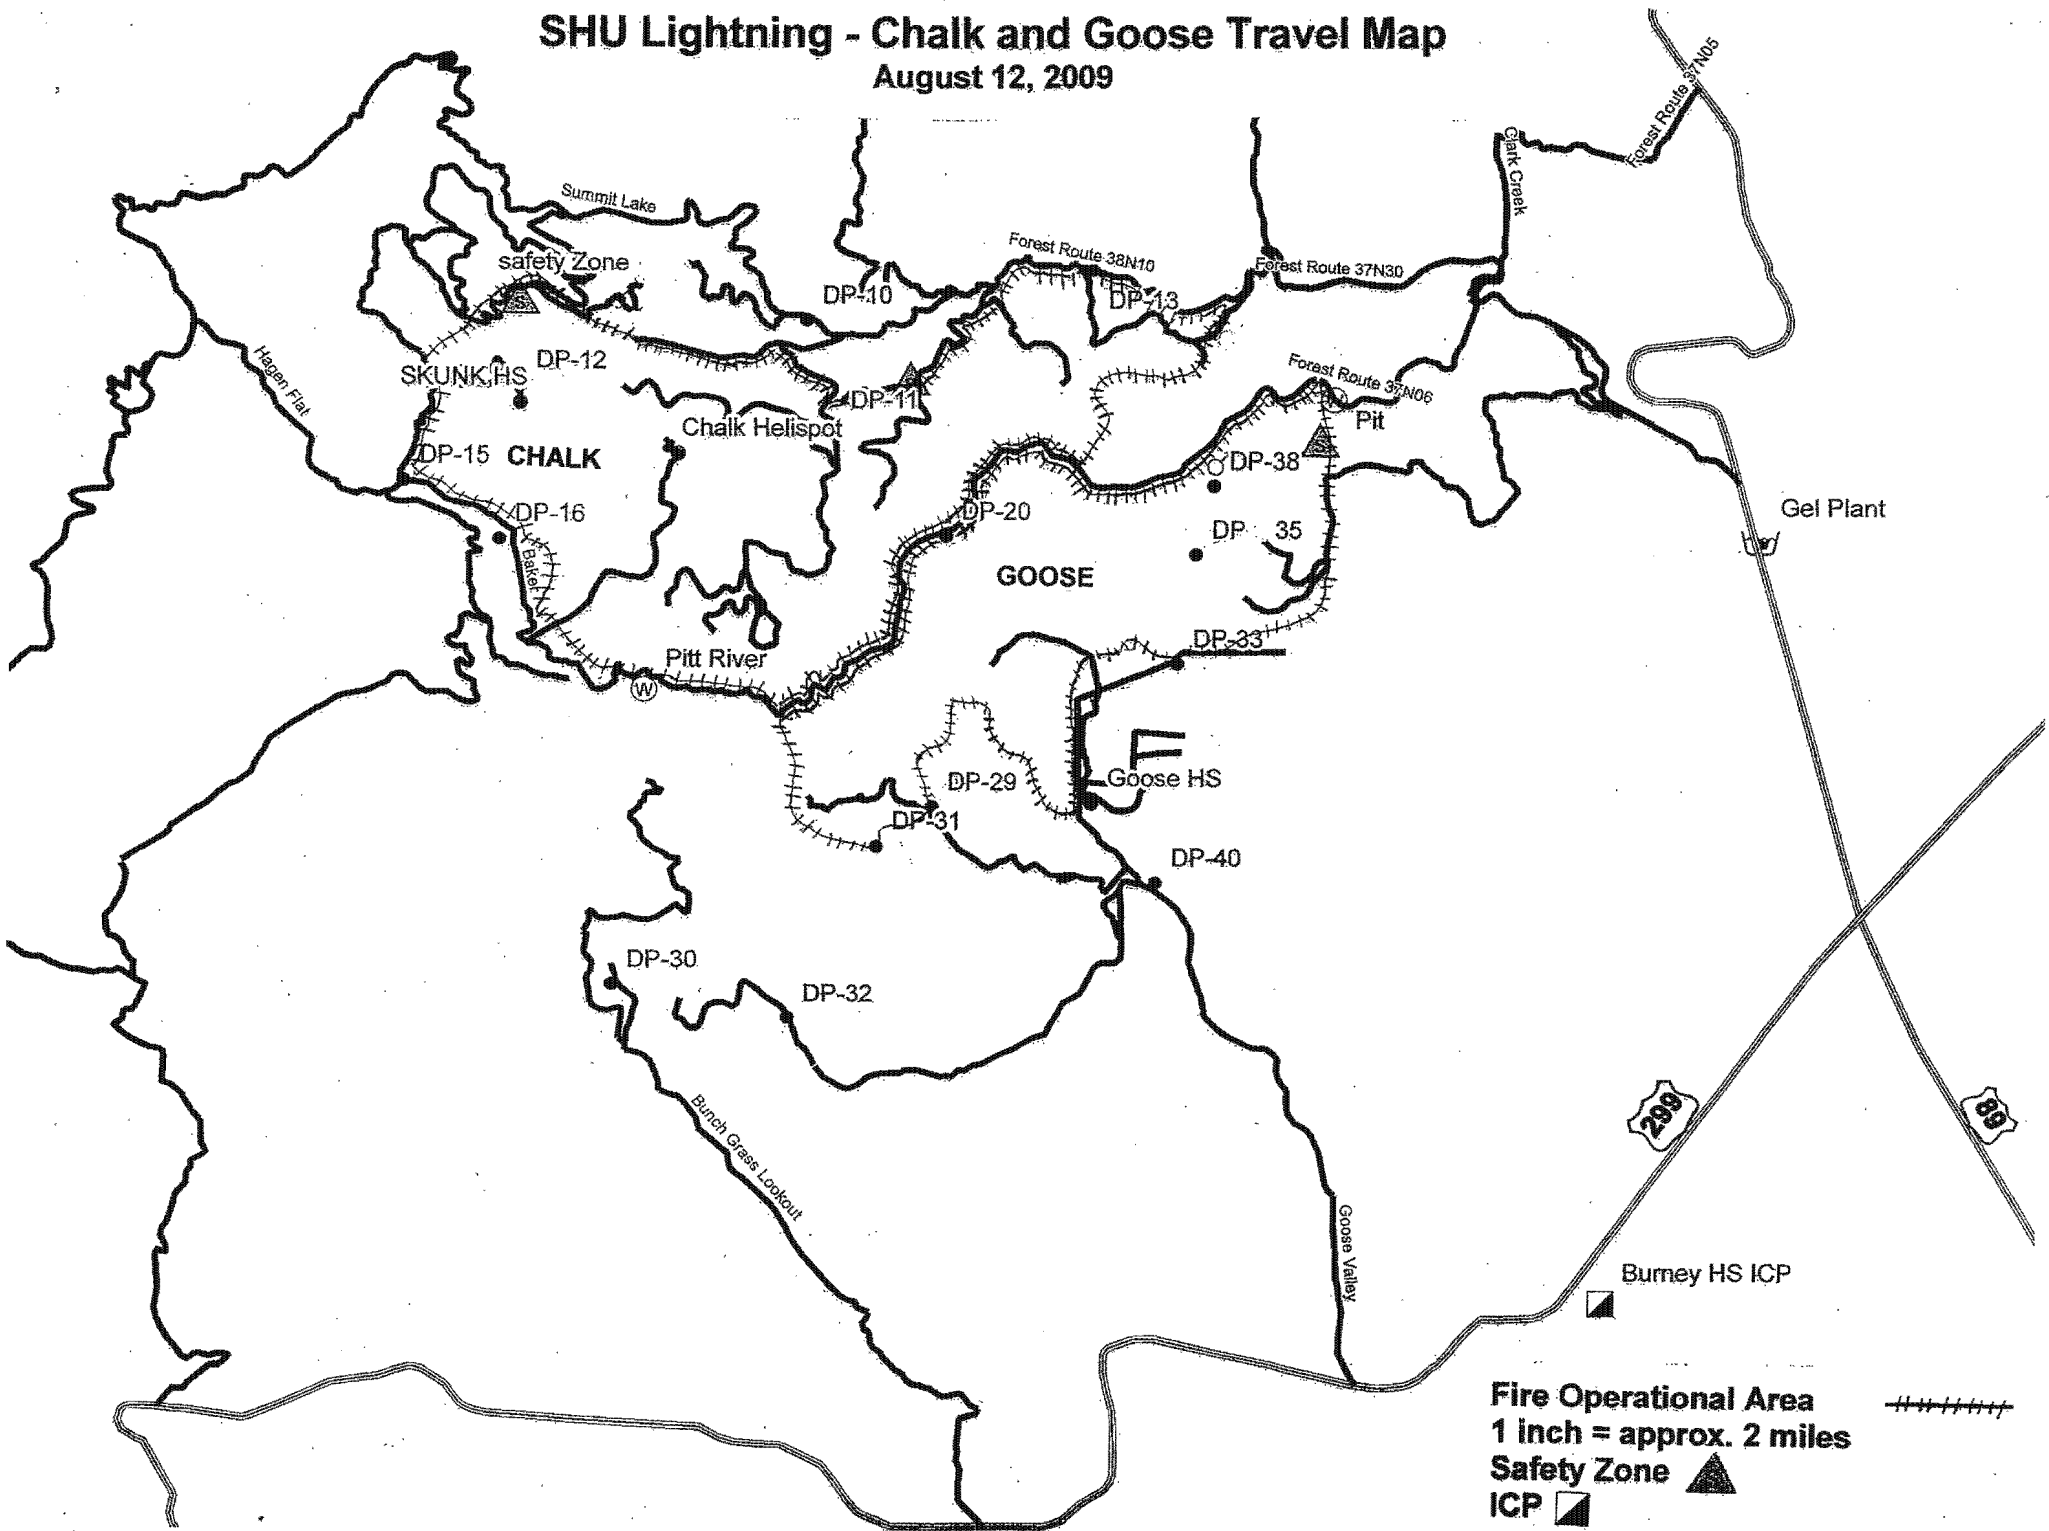 SHU Lightning - Chalk and Goose Travel Map
August 12, 2009
Forest Route 37N05
Clark Creek
Summit Lake
Forest Route 38N10
Forest Route 37N30
safety Zone
S
DP-10
DP-13
Hagen Flat
SKUNK HS
DP-12
DP-11
Forest Route 37N06
W
Pit
S
Chalk Helispot
DP-15
CHALK
DP-38
DP-16
DP-20
DP 35
Gel Plant
Baker
GOOSE
DP-33
Pitt River
W
DP-29
Goose HS
DP-31
DP-40
DP-30
DP-32
Bunch Grass Lookout
299
89
Goose Valley
Burney HS ICP
Fire Operational Area
1 inch = approx. 2 miles
Safety Zone
ICP